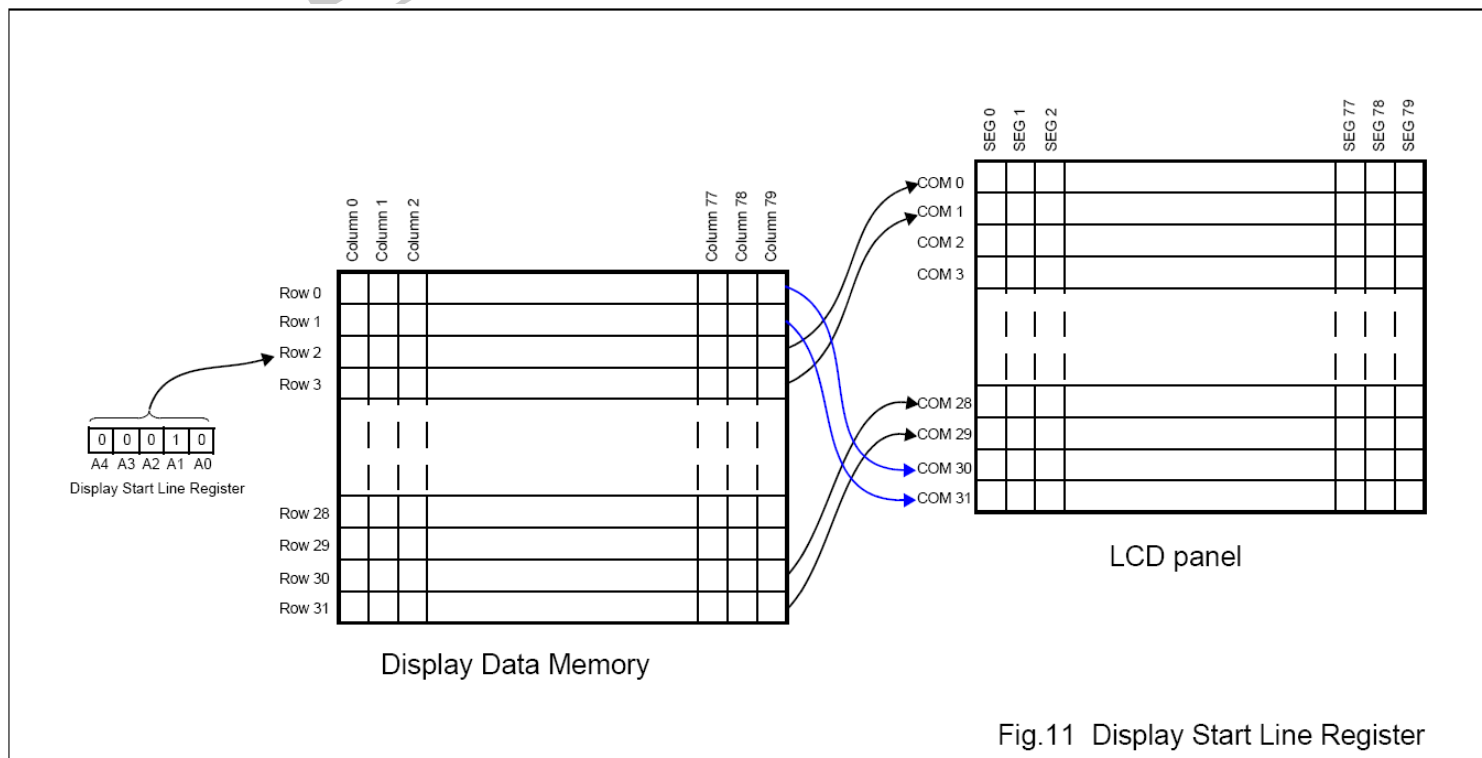 SEG 0
SEG 1
SEG 2
SEG 77
SEG 78
SEG 79
COM 0
COM 1
COM 2
COM 3
COM 28
COM 29
COM 30
COM 31
LCD panel
Column 0
Column 1
Column 2
Column 77
Column 78
Column 79
Row 0
Row 1
Row 2
Row 3
Row 28
Row 29
Row 30
Row 31
Display Data Memory
0 0 0 1 0
A4 A3 A2 A1 A0
Display Start Line Register
Fig.11 Display Start Line Register